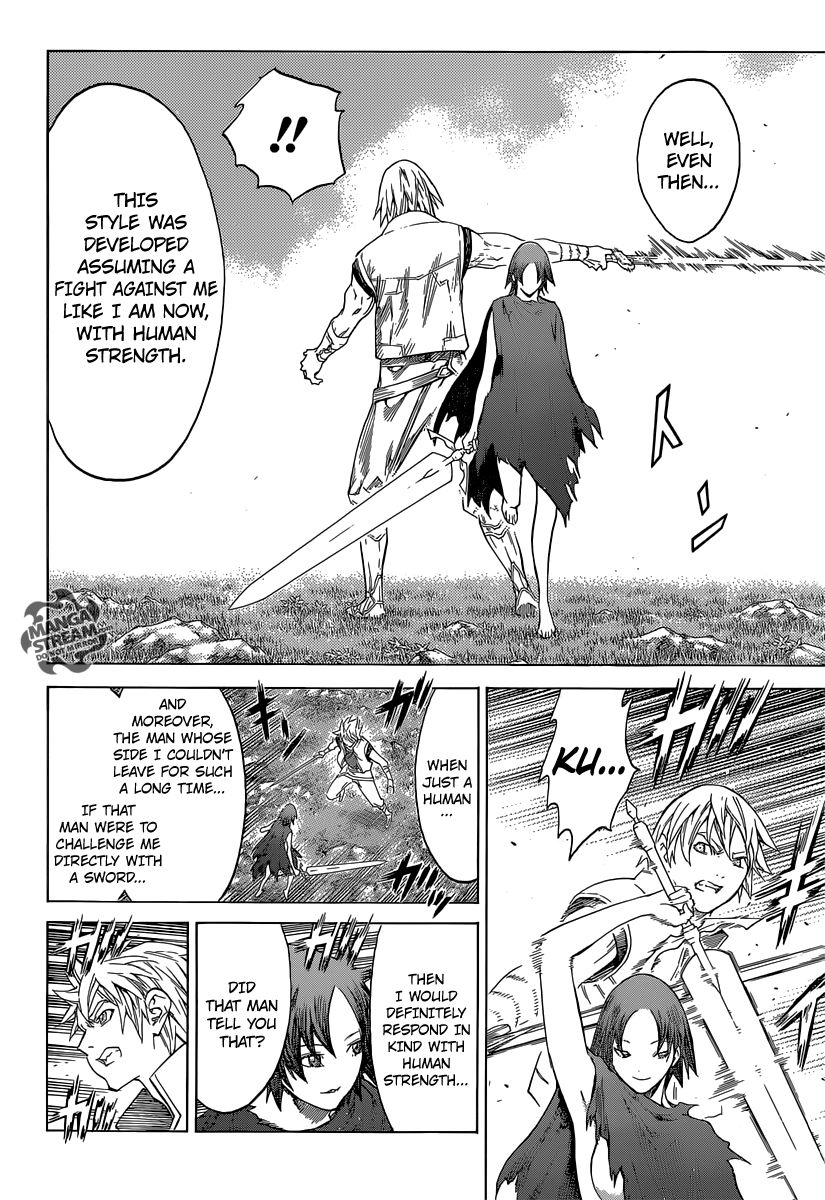 WELL,
EVEN
THEN...
!!
THIS
STYLE WAS
DEVELOPED
ASSUMING A
FIGHT AGAINST ME
LIKE I AM NOW,
WITH HUMAN
STRENGTH.
MANGA
STREAM
DO NOT MIRROR
KU...
WHEN
JUST A
HUMAN
...
AND
MOREOVER,
THE MAN WHOSE
SIDE I COULDN'T
LEAVE FOR SUCH
A LONG TIME...
IF THAT
MAN WERE TO
CHALLENGE ME
DIRECTLY WITH
A SWORD...
THEN
I WOULD
DEFINITELY
RESPOND IN
KIND WITH
HUMAN
STRENGTH...
DID
THAT MAN
TELL YOU
THAT?